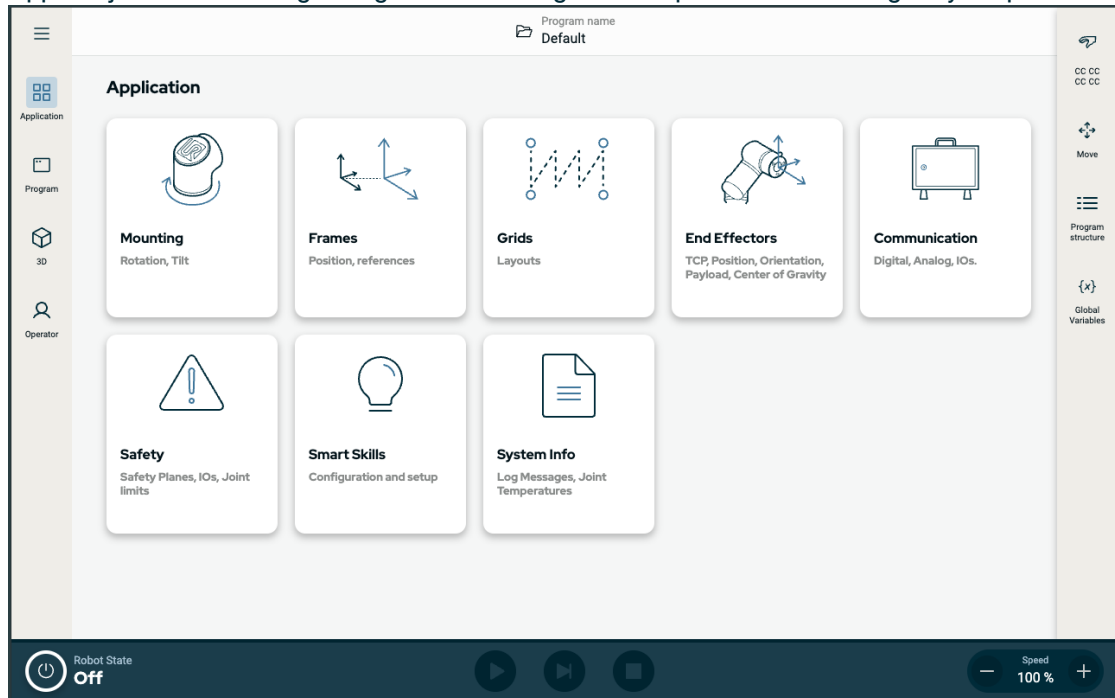 Program name
Default
Application
Application
Program
3D
Operator
Mounting
Rotation, Tilt
Frames
Position, references
Grids
Layouts
End Effectors
TCP, Position, Orientation,
Payload, Center of Gravity
Communication
Digital, Analog, IOs.
Safety
Safety Planes, IOs, Joint
limits
Smart Skills
Configuration and setup
System Info
Log Messages, Joint
Temperatures
CC CC
CC CC
Move
Program
structure
{x}
Global
Variables
Robot State
Off
Speed
100 %